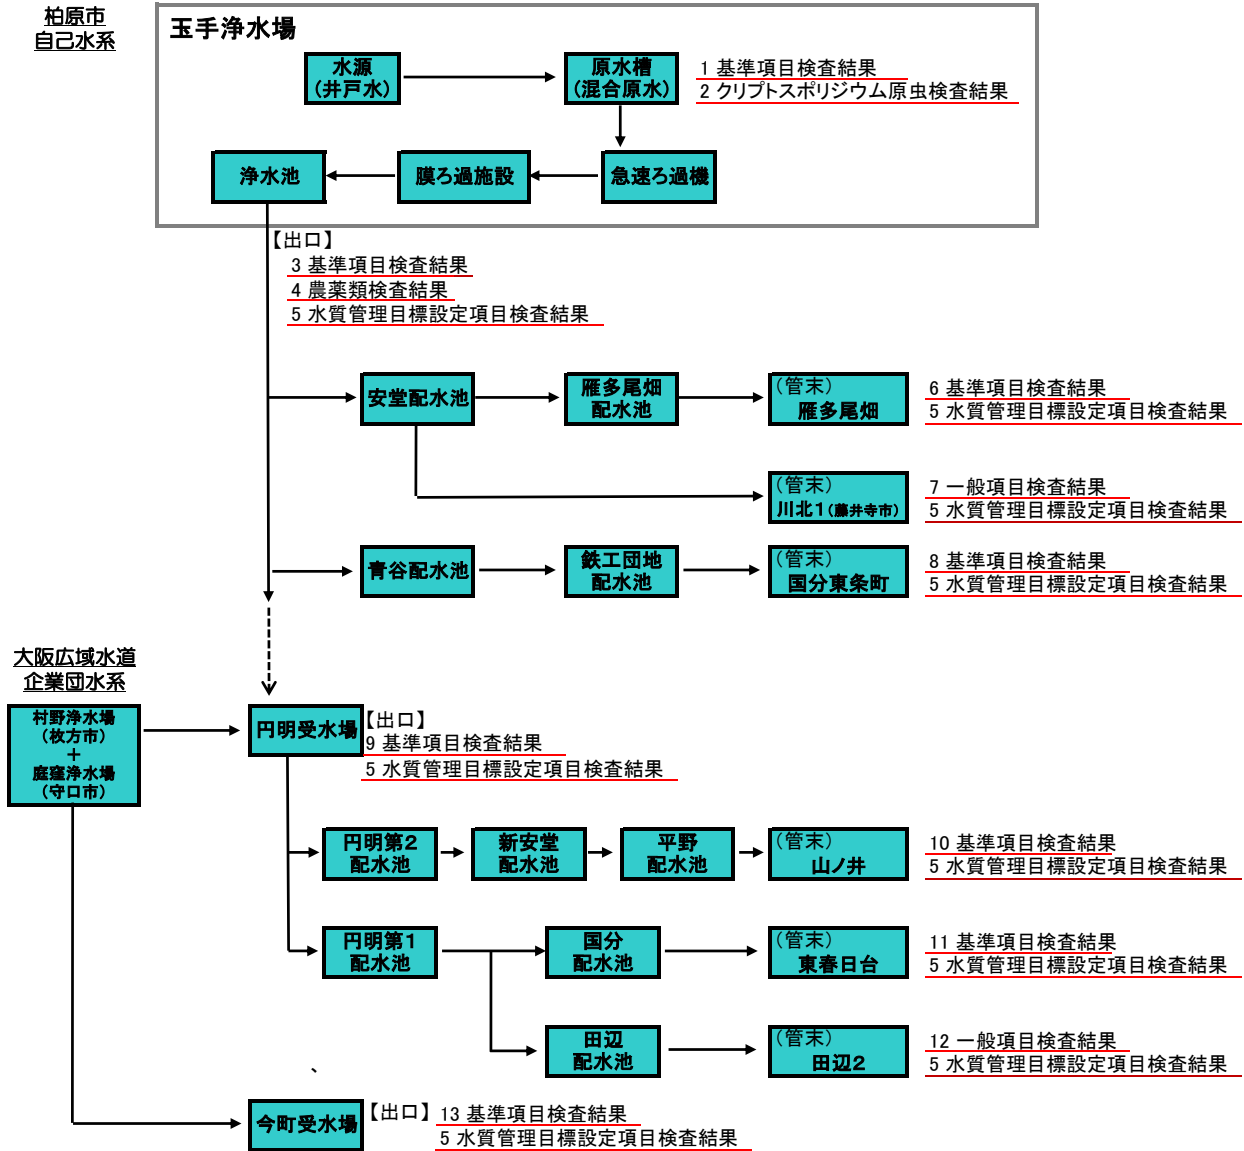 柏原市
自己水系
玉手浄水場
水源
(井戸水)
原水槽
(混合原水)
1 基準項目検査結果
2 クリプトスポリジウム原虫検査結果
浄水池
膜ろ過施設
急速ろ過機
【出口】
3 基準項目検査結果
4 農薬類検査結果
5 水質管理目標設定項目検査結果
安堂配水池
雁多尾畑
配水池
(管末)
雁多尾畑
6 基準項目検査結果
5 水質管理目標設定項目検査結果
(管末)
川北1(藤井寺市)
7 一般項目検査結果
5 水質管理目標設定項目検査結果
青谷配水池
鉄工団地
配水池
(管末)
国分東条町
8 基準項目検査結果
5 水質管理目標設定項目検査結果
大阪広域水道
企業団水系
村野浄水場
(枚方市)
+
庭窪浄水場
(守口市)
円明受水場
【出口】
9 基準項目検査結果
5 水質管理目標設定項目検査結果
円明第2
配水池
新安堂
配水池
平野
配水池
(管末)
山ノ井
10 基準項目検査結果
5 水質管理目標設定項目検査結果
円明第1
配水池
国分
配水池
(管末)
東春日台
11 基準項目検査結果
5 水質管理目標設定項目検査結果
田辺
配水池
(管末)
田辺2
12 一般項目検査結果
5 水質管理目標設定項目検査結果
、
今町受水場
【出口】
13 基準項目検査結果
5 水質管理目標設定項目検査結果